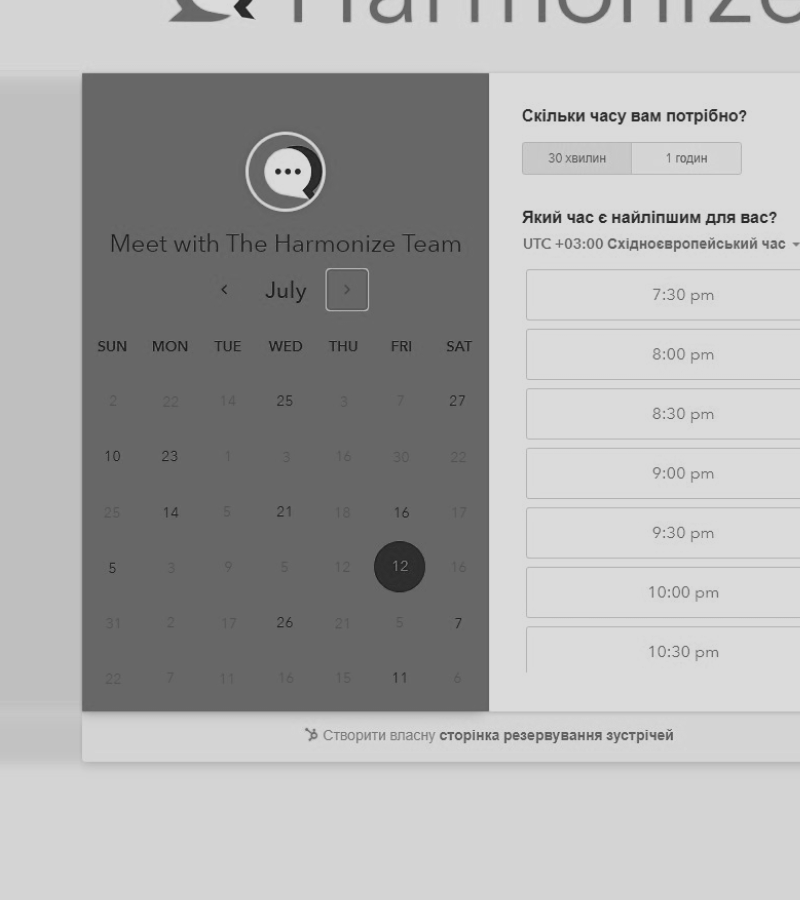 Harmonize
Meet with The Harmonize Team
July
SUN MON TUE WED THU FRI SAT
2 22 14 25 3 7 27
10 23 1 3 16 30 22
25 14 5 21 18 16 17
5 3 9 5 12 12 16
31 2 17 26 21 5 7
22 7 11 16 15 11 6
Скільки часу вам потрібно?
30 хвилин 1 годин
Який час є найліпшим для вас?
UTC +03:00 Східноєвропейський час
7:30 pm
8:00 pm
8:30 pm
9:00 pm
9:30 pm
10:00 pm
10:30 pm
Створити власну сторінка резервування зустрічей